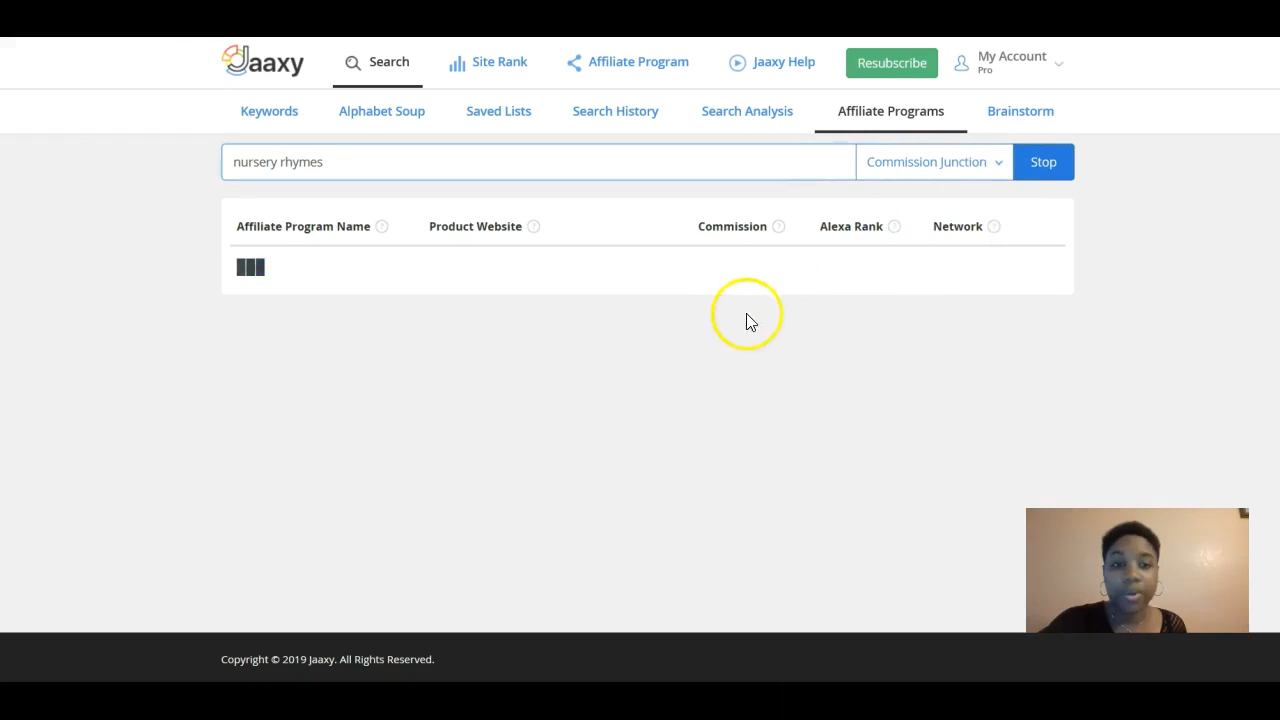 Jaaxy Search Site Rank Affiliate Program Jaaxy Help Resubscribe My Account
Pro
Keywords Alphabet Soup Saved Lists Search History Search Analysis Affiliate Programs Brainstorm
nursery rhymes Commission Junction Stop
Affiliate Program Name ? Product Website ? Commission ? Alexa Rank ? Network ?
Copyright © 2019 Jaaxy. All Rights Reserved.